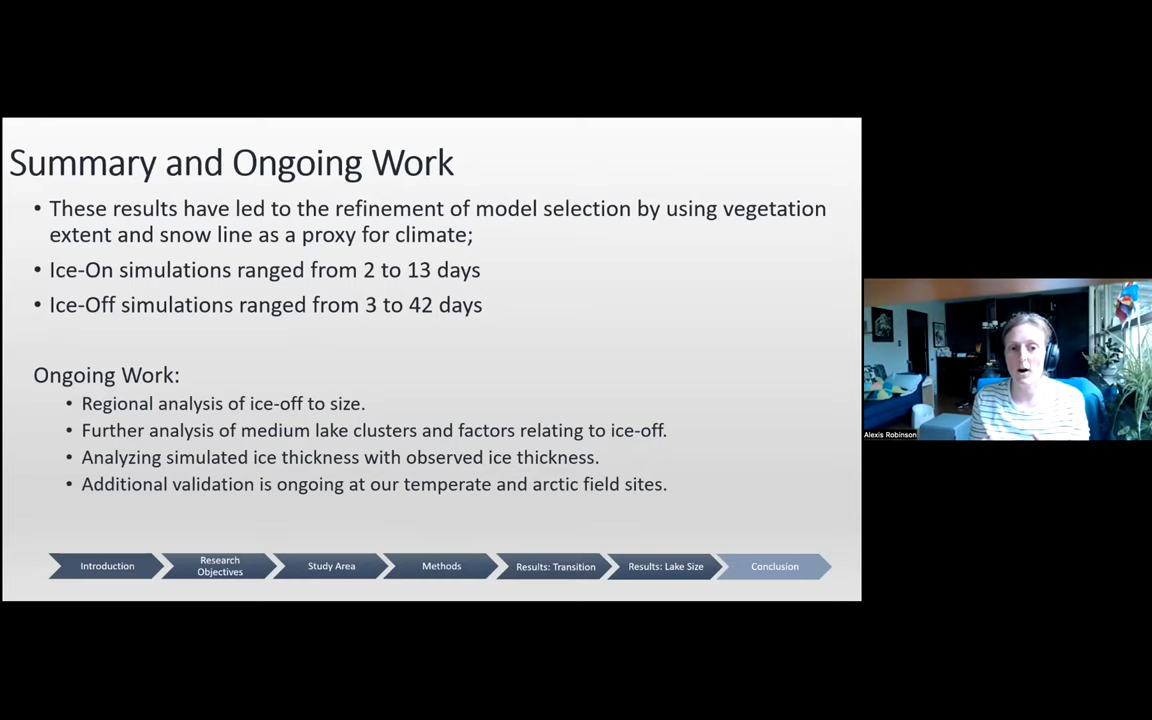 Summary and Ongoing Work
• These results have led to the refinement of model selection by using vegetation
extent and snow line as a proxy for climate;
• Ice-On simulations ranged from 2 to 13 days
• Ice-Off simulations ranged from 3 to 42 days
Ongoing Work:
• Regional analysis of ice-off to size.
• Further analysis of medium lake clusters and factors relating to ice-off.
• Analyzing simulated ice thickness with observed ice thickness.
• Additional validation is ongoing at our temperate and arctic field sites.
Introduction
Research
Objectives
Study Area
Methods
Results: Transition
Results: Lake Size
Conclusion
Alexis Robinson